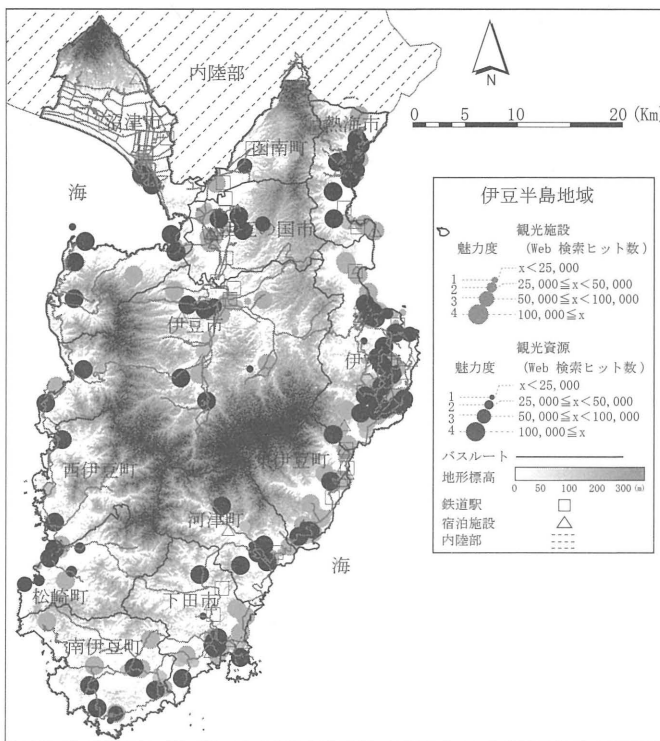 内陸部
N
0 5 10 20 (Km)
沼津市
熱海市
函南町
海
の国市
伊豆市
伊
西伊豆町
東伊豆町
河津町
海
松崎町
下田市
南伊豆町
伊豆半島地域
観光施設
魅力度 (Web 検索ヒット数)
x<25,000
1
2 25,000≦x<50,000
3 50,000≦x<100,000
4 100,000≦x
観光資源
魅力度 (Web 検索ヒット数)
x<25,000
1
2 25,000≦x<50,000
3 50,000≦x<100,000
4 100,000≦x
バスルート
地形標高
0 50 100 200 300 (m)
鉄道駅
宿泊施設
内陸部